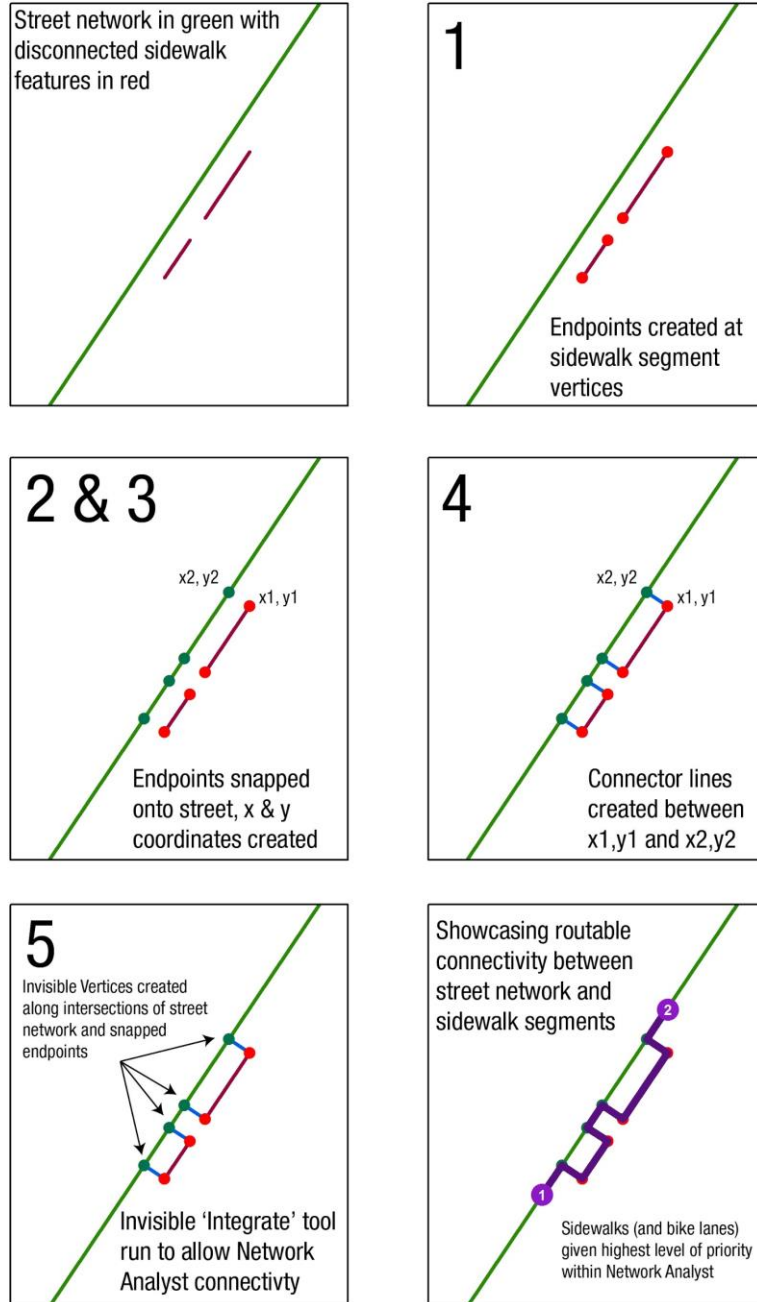 Street network in green with
disconnected sidewalk
features in red
1
Endpoints created at
sidewalk segment
vertices
2 & 3
x2, y2
x1, y1
Endpoints snapped
onto street, x & y
coordinates created
4
x2, y2
x1, y1
Connector lines
created between
x1,y1 and x2,y2
5
Invisible Vertices created
along intersections of street
network and snapped
endpoints
Invisible ‘Integrate’ tool
run to allow Network
Analyst connectivty
Showcasing routable
connectivity between
street network and
sidewalk segments
2
1
Sidewalks (and bike lanes)
given highest level of priority
within Network Analyst